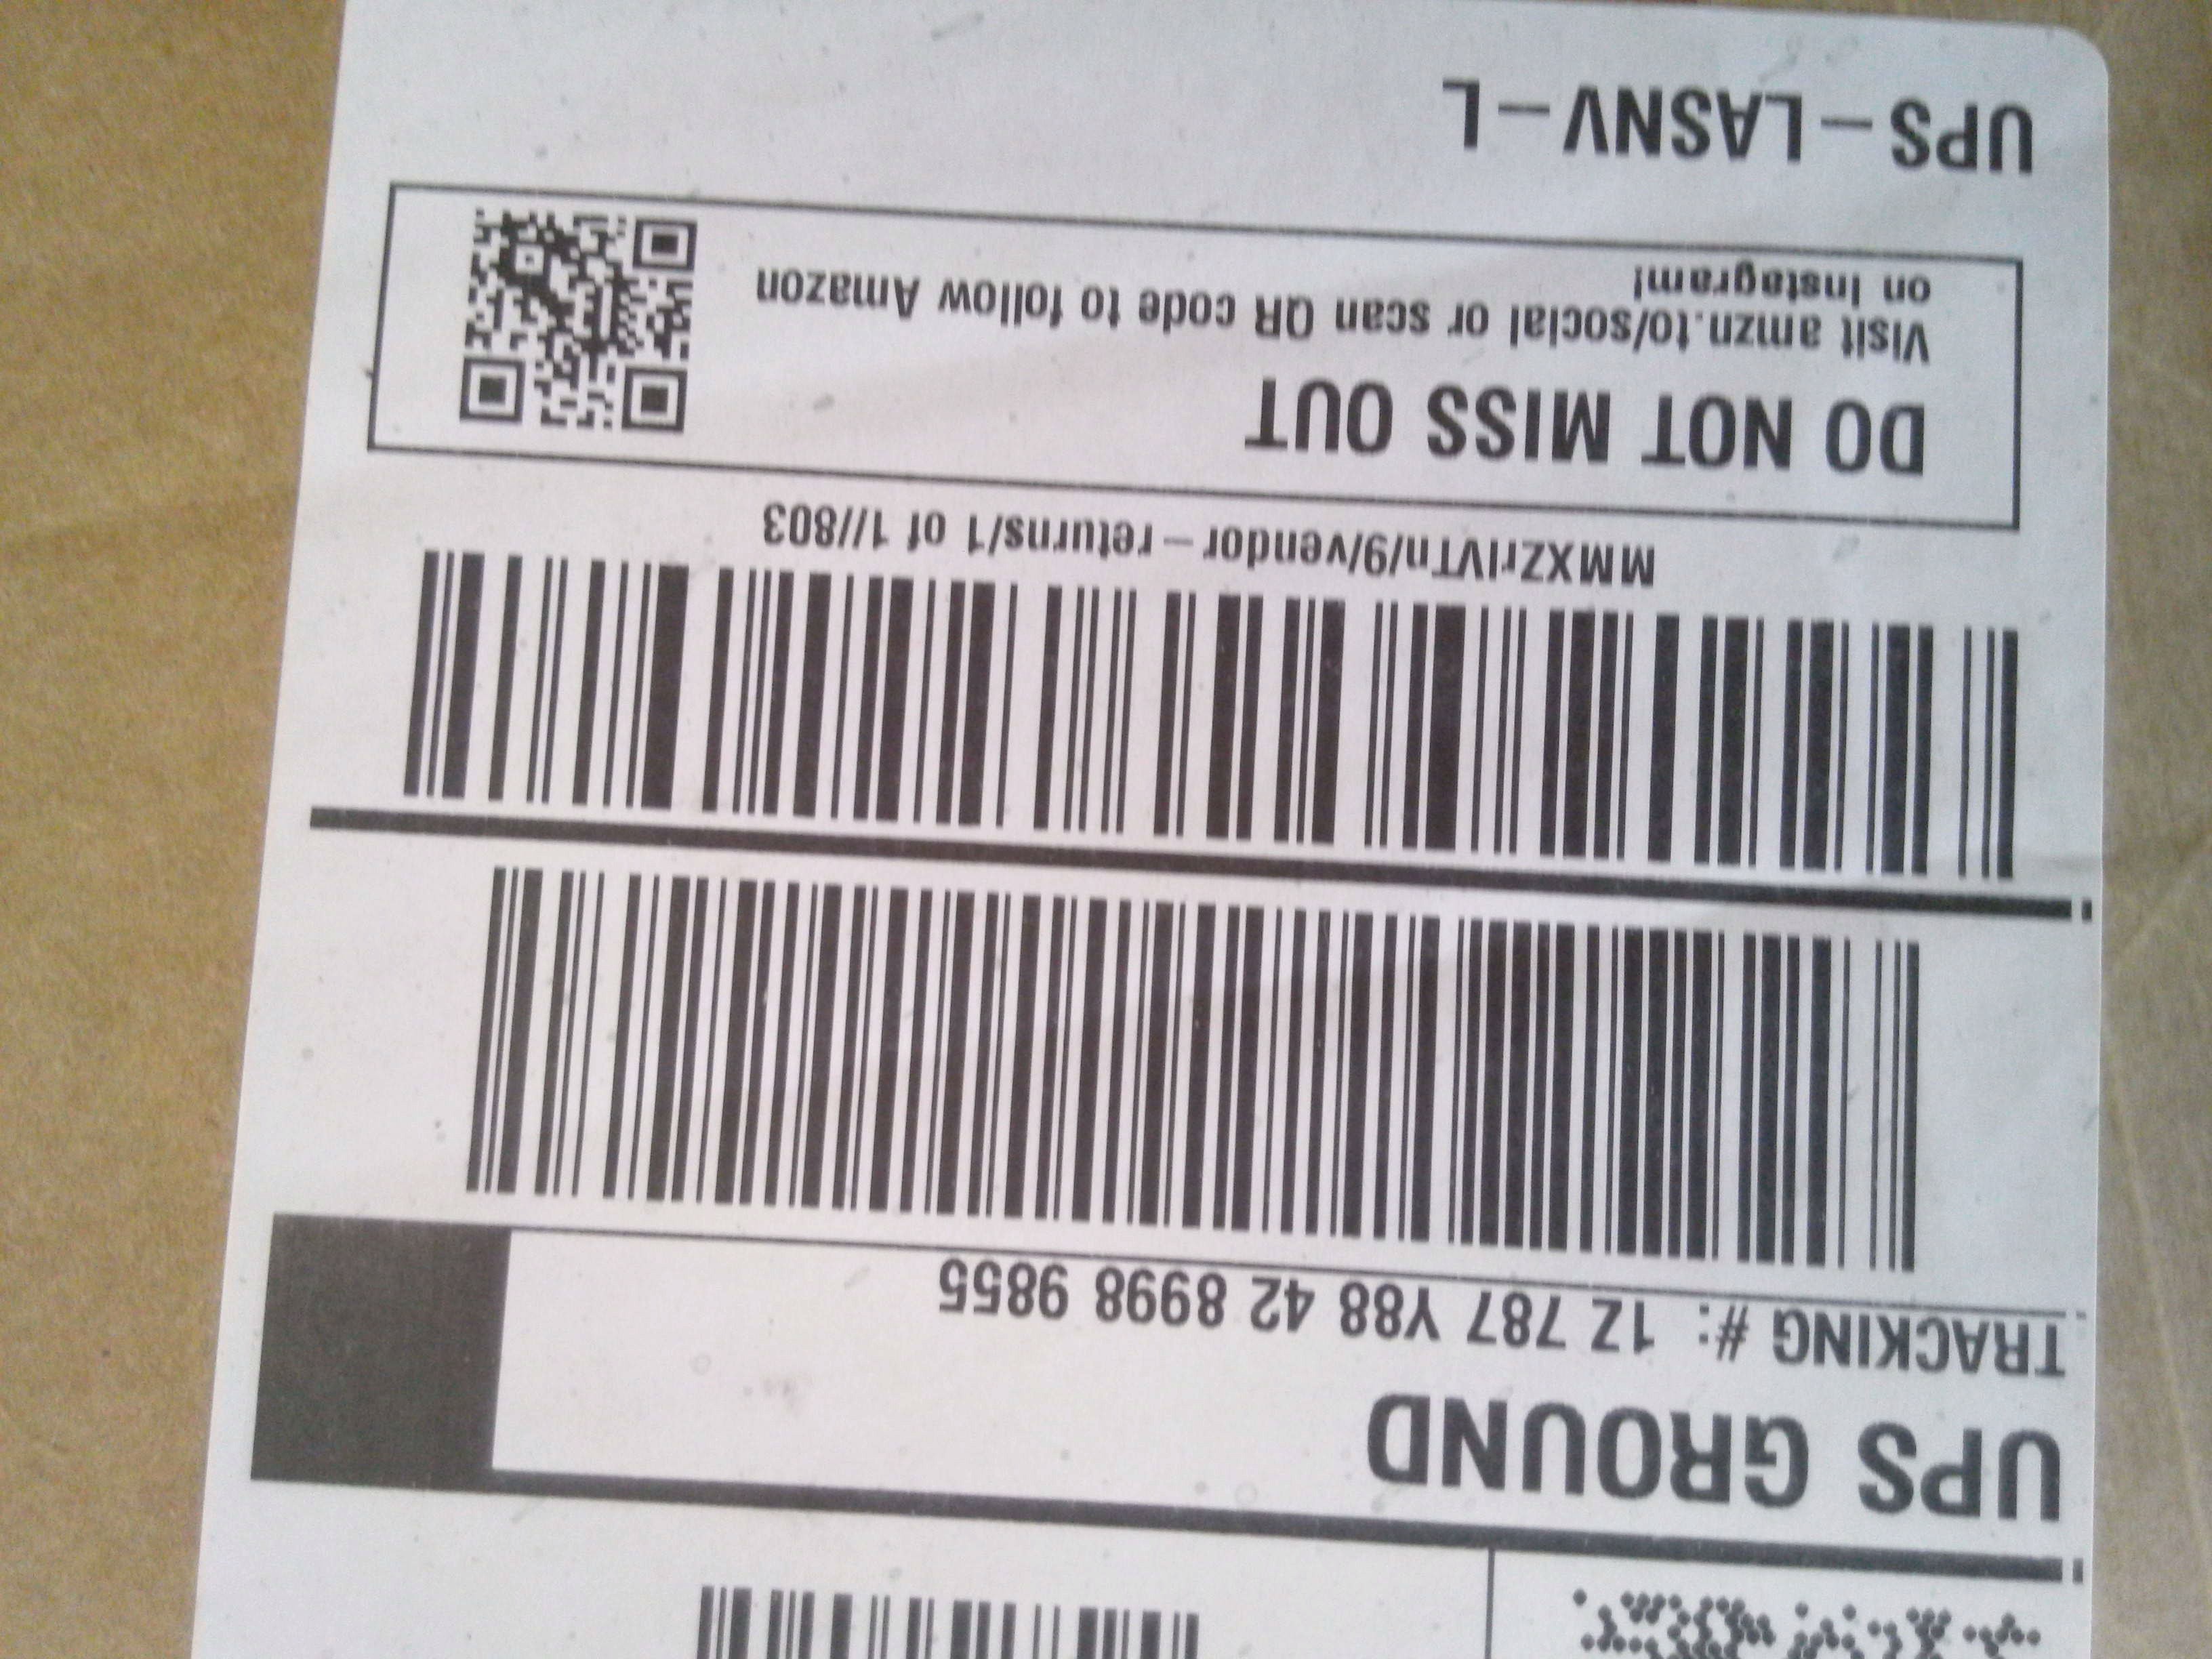 UPS GROUND
TRACKING #: 1Z 787 Y88 42 8998 9855
MMXZrIVTn/9/vendor-returns/1 of 1//803
DO NOT MISS OUT
Visit amzn.to/social or scan QR code to follow Amazon
on Instagram!
UPS-LASNV-L